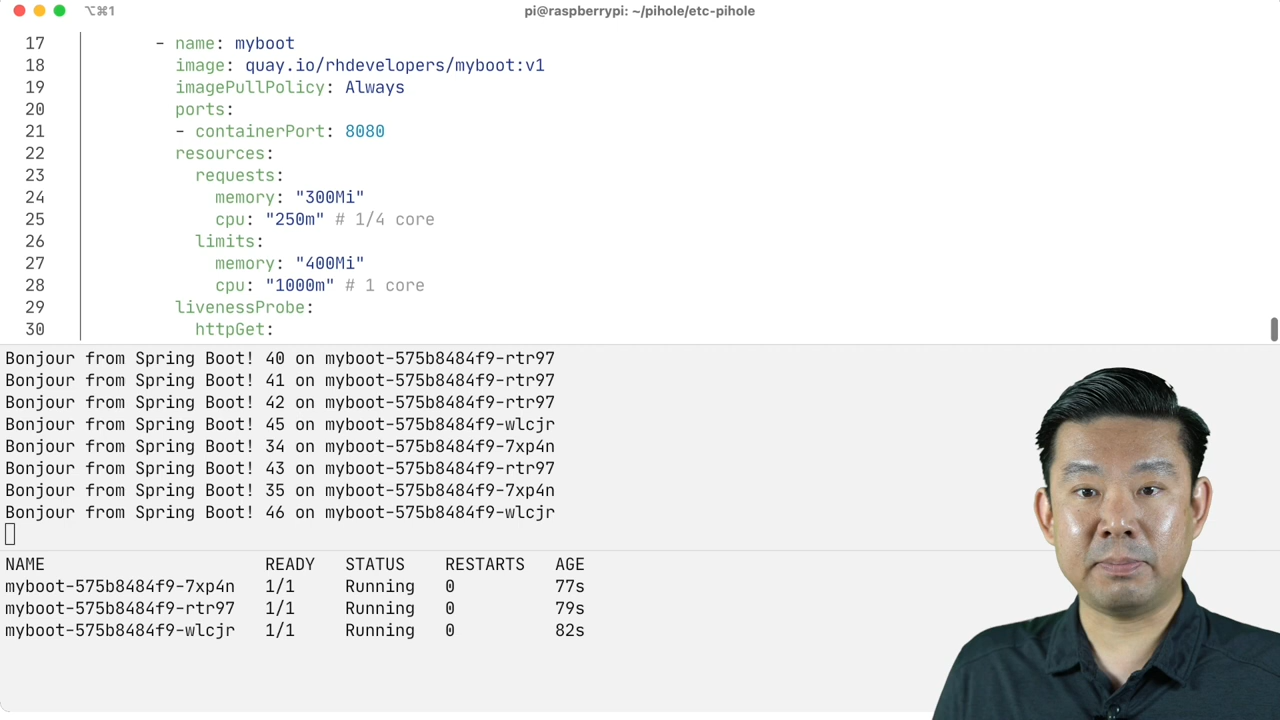 ⌥⌘1
pi@raspberrypi: ~/pihole/etc-pihole
17 - name: myboot
18 image: quay.io/rhdevelopers/myboot:v1
19 imagePullPolicy: Always
20 ports:
21 - containerPort: 8080
22 resources:
23 requests:
24 memory: "300Mi"
25 cpu: "250m" # 1/4 core
26 limits:
27 memory: "400Mi"
28 cpu: "1000m" # 1 core
29 livenessProbe:
30 httpGet:
Bonjour from Spring Boot! 40 on myboot-575b8484f9-rtr97
Bonjour from Spring Boot! 41 on myboot-575b8484f9-rtr97
Bonjour from Spring Boot! 42 on myboot-575b8484f9-rtr97
Bonjour from Spring Boot! 45 on myboot-575b8484f9-wlcjr
Bonjour from Spring Boot! 34 on myboot-575b8484f9-7xp4n
Bonjour from Spring Boot! 43 on myboot-575b8484f9-rtr97
Bonjour from Spring Boot! 35 on myboot-575b8484f9-7xp4n
Bonjour from Spring Boot! 46 on myboot-575b8484f9-wlcjr
NAME READY STATUS RESTARTS AGE
myboot-575b8484f9-7xp4n 1/1 Running 0 77s
myboot-575b8484f9-rtr97 1/1 Running 0 79s
myboot-575b8484f9-wlcjr 1/1 Running 0 82s